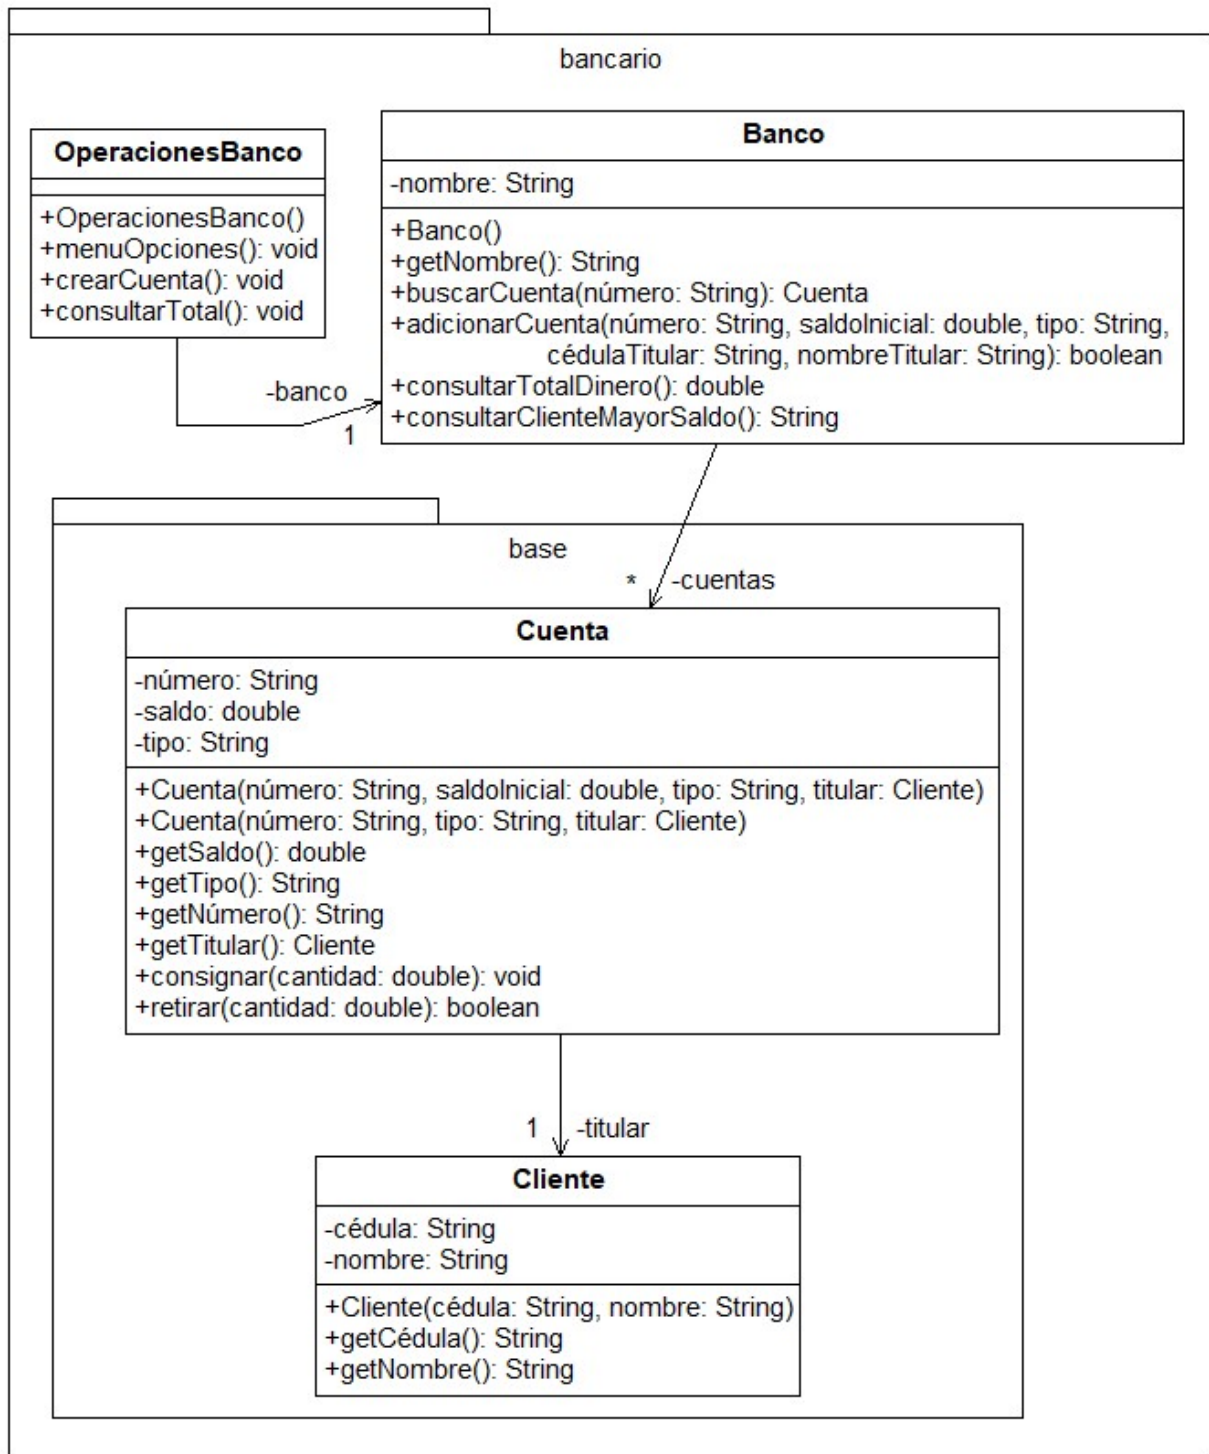 bancario
OperacionesBanco
+OperacionesBanco()
+menuOpciones(): void
+crearCuenta(): void
+consultarTotal(): void
Banco
-nombre: String
+Banco()
+getNombre(): String
+buscarCuenta(número: String): Cuenta
+adicionarCuenta(número: String, saldoInicial: double, tipo: String,
cédulaTitular: String, nombreTitular: String): boolean
+consultarTotalDinero(): double
+consultarClienteMayorSaldo(): String
-banco
1
base
* -cuentas
Cuenta
-número: String
-saldo: double
-tipo: String
+Cuenta(número: String, saldoInicial: double, tipo: String, titular: Cliente)
+Cuenta(número: String, tipo: String, titular: Cliente)
+getSaldo(): double
+getTipo(): String
+getNúmero(): String
+getTitular(): Cliente
+consignar(cantidad: double): void
+retirar(cantidad: double): boolean
1 -titular
Cliente
-cédula: String
-nombre: String
+Cliente(cédula: String, nombre: String)
+getCédula(): String
+getNombre(): String